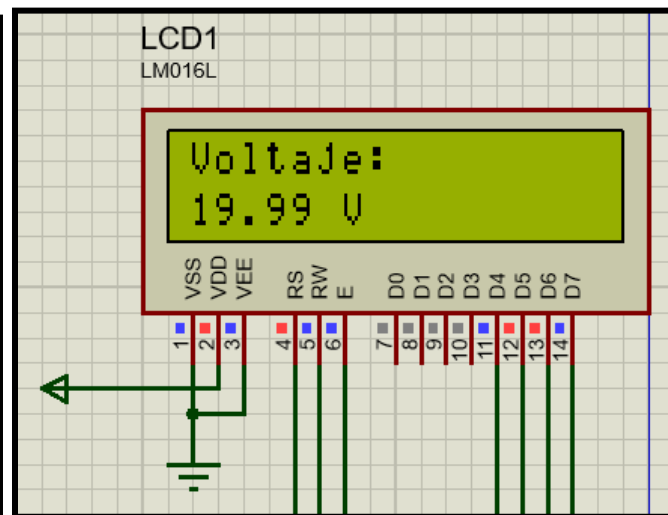 LCD1
LM016L
Voltaje:
19.99 V
VSS VDD VEE RS RW E D0 D1 D2 D3 D4 D5 D6 D7
1 2 3 4 5 6 7 8 9 10 11 12 13 14